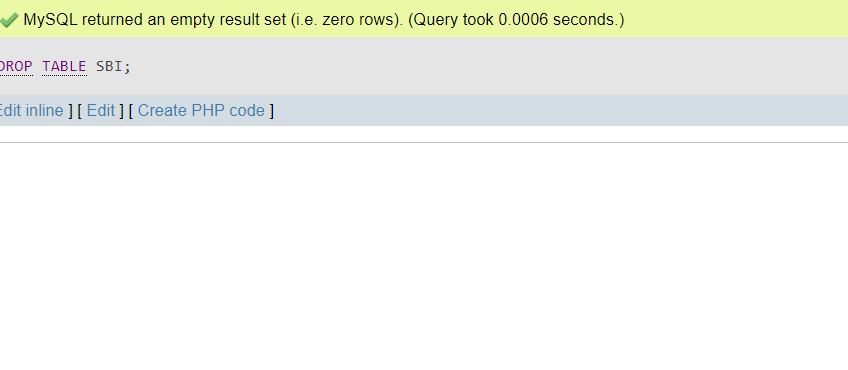 MySQL returned an empty result set (i.e. zero rows). (Query took 0.0006 seconds.)
DROP TABLE SBI;
Edit inline ] [ Edit ] [ Create PHP code ]